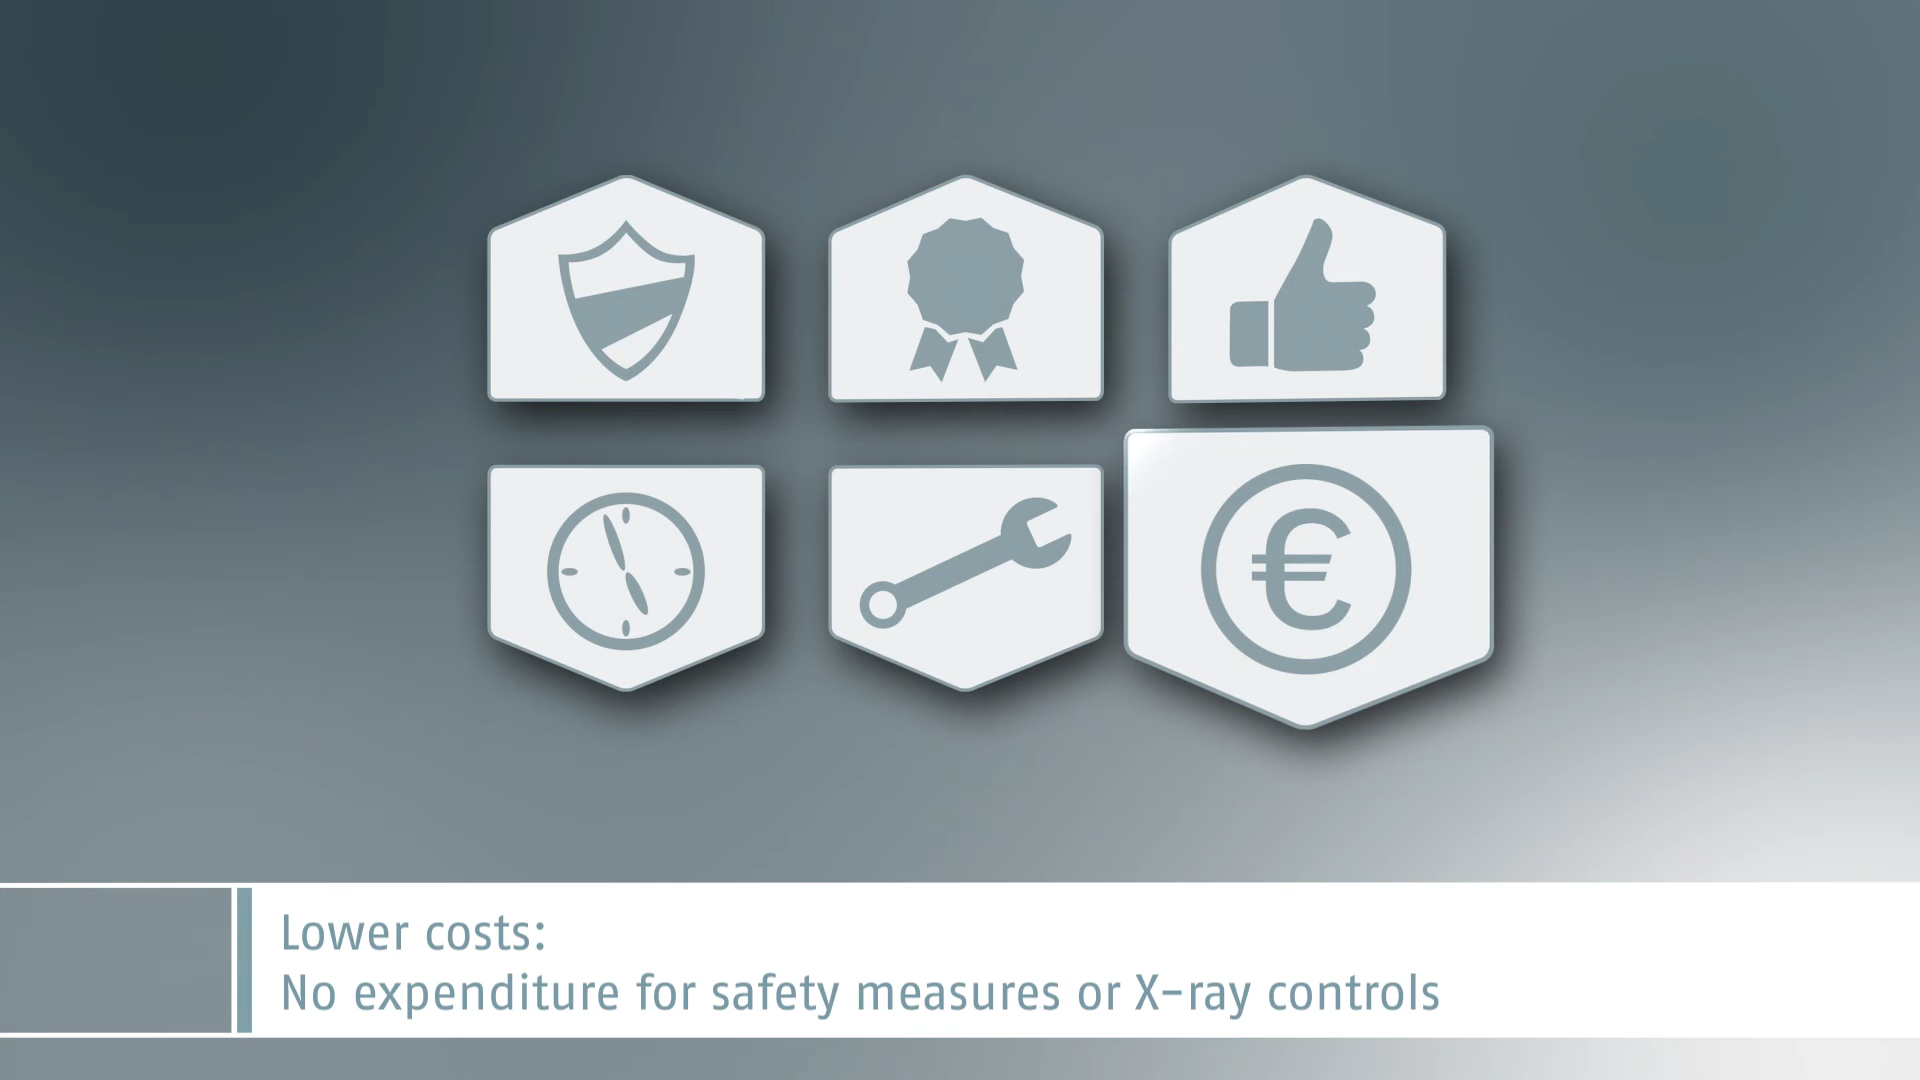 €
Lower costs:
No expenditure for safety measures or X-ray controls